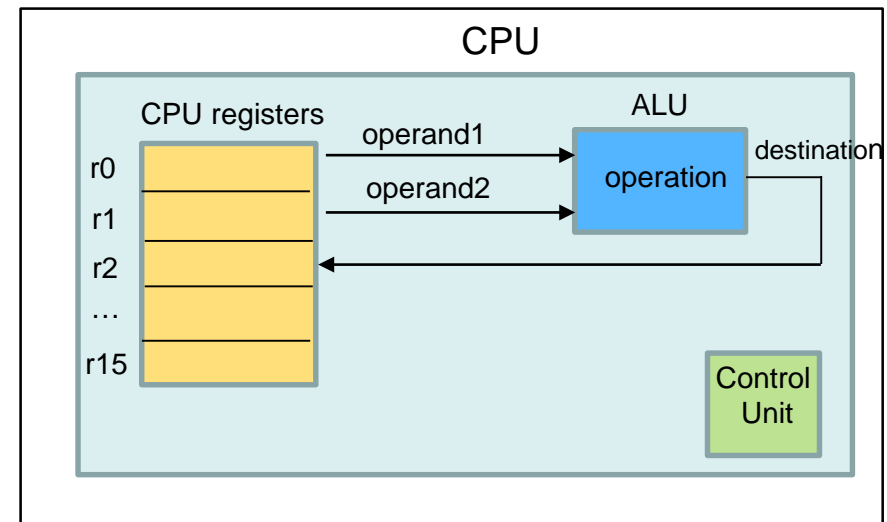 CPU
CPU registers
ALU
operand1
destination
r0
operation
operand2
r1
r2
…
r15
Control
Unit